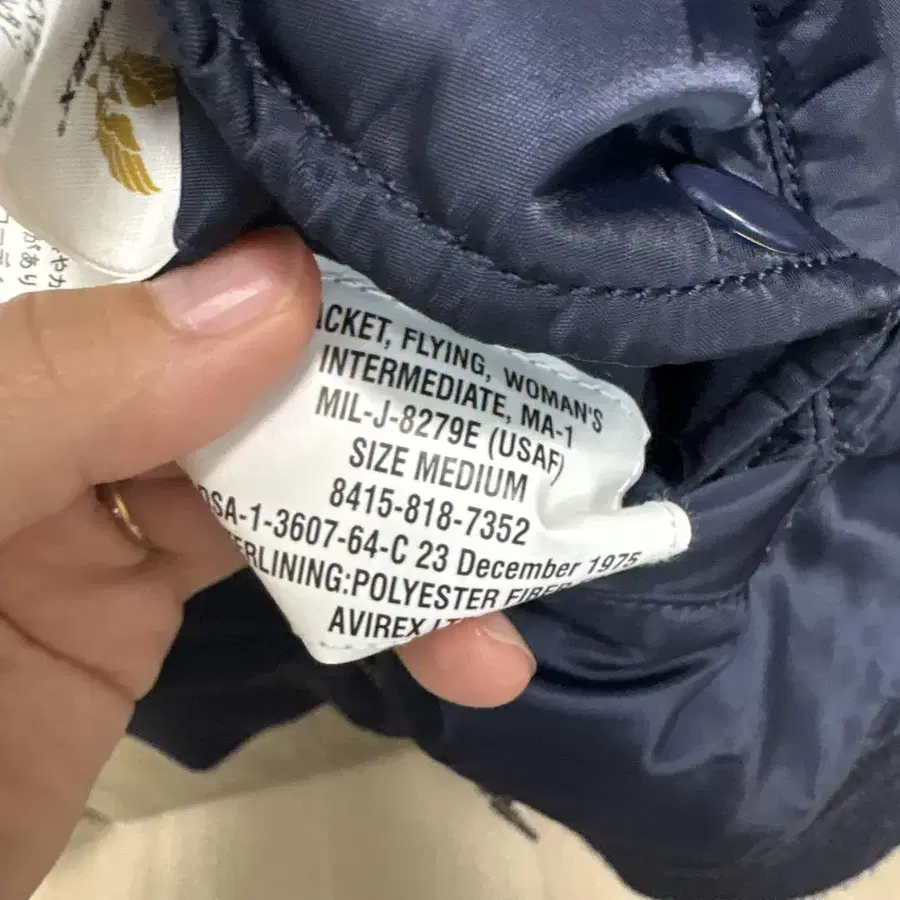 ACKET, FLYING, WOMAN'S
INTERMEDIATE, MA-1
MIL-J-8279E (USAF)
SIZE MEDIUM
8415-818-7352
DSA-1-3607-64-C 23 December 1975
ERLINING:POLYESTER FIBER
AVIREX LT